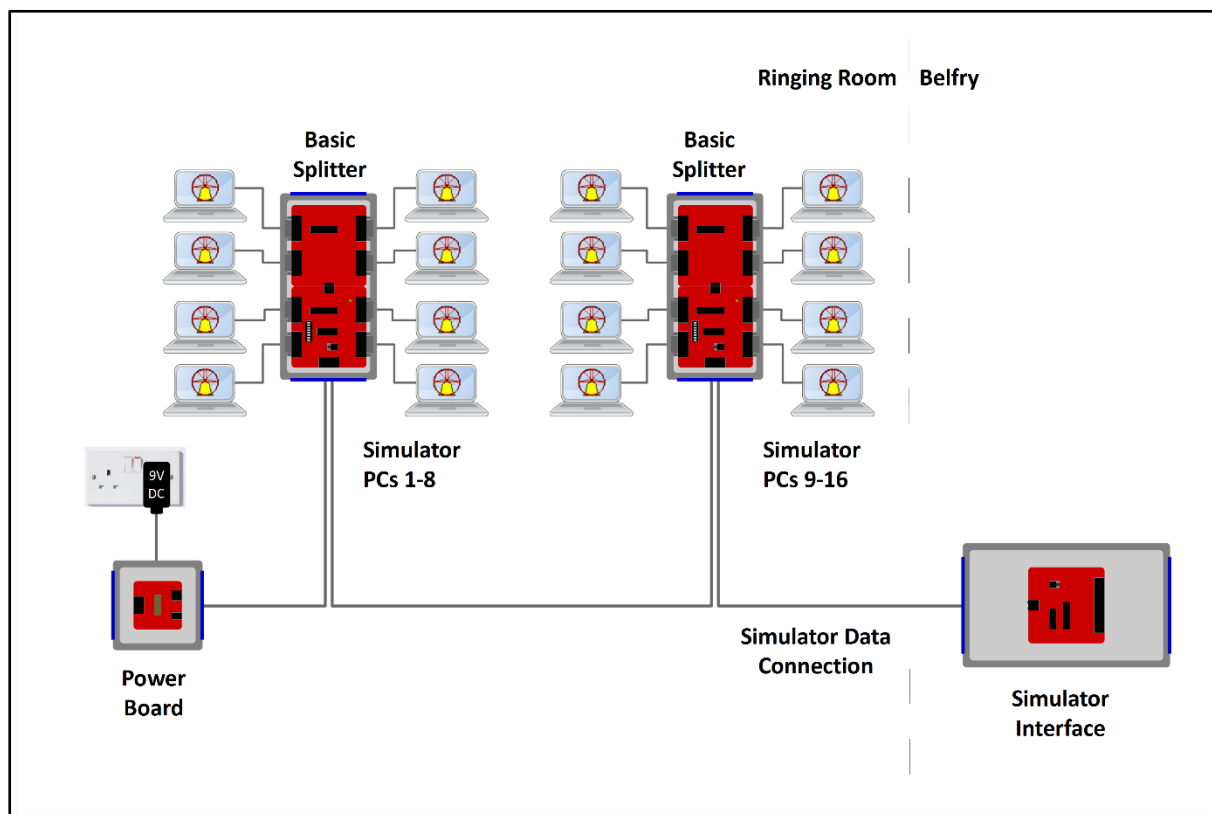 Ringing Room Belfry
Basic
Splitter
Basic
Splitter
Simulator
PCs 1-8
Simulator
PCs 9-16
9V
DC
Simulator Data
Connection
Power
Board
Simulator
Interface